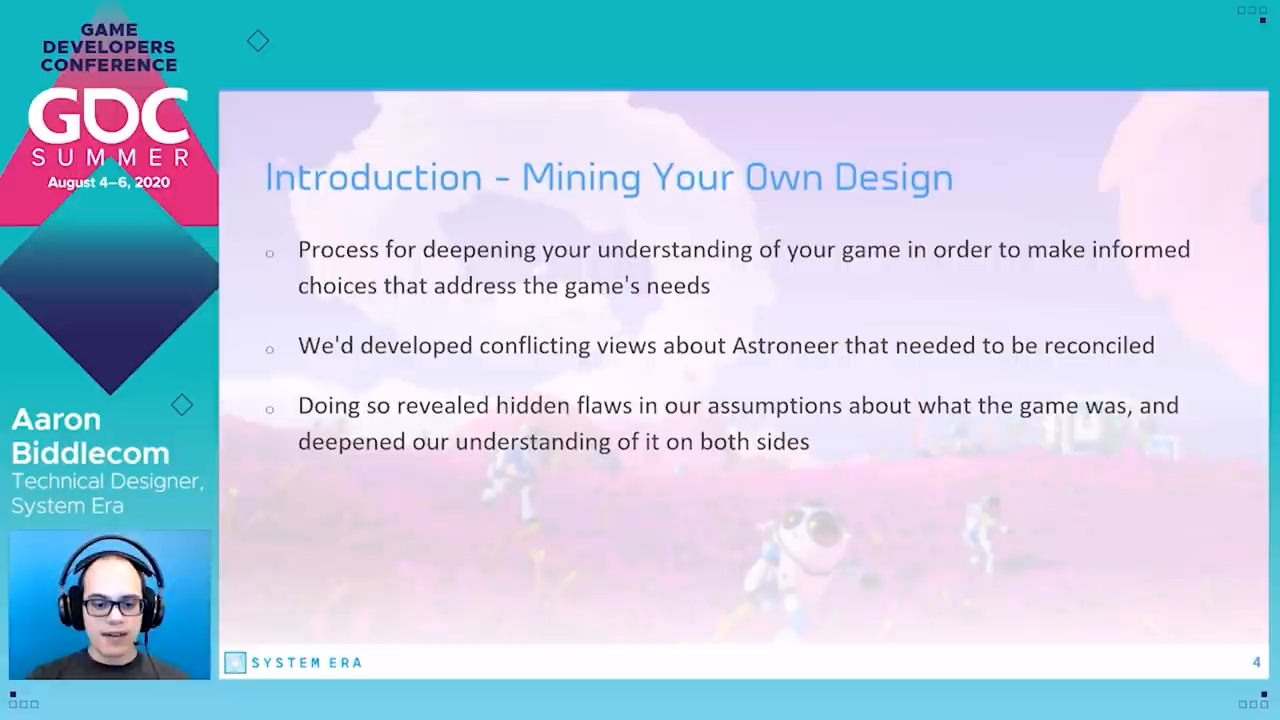 GAME
DEVELOPERS
CONFERENCE
GDC
SUMMER
August 4–6, 2020
Aaron
Biddlecom
Technical Designer,
System Era
Introduction - Mining Your Own Design
Process for deepening your understanding of your game in order to make informed
choices that address the game's needs
We'd developed conflicting views about Astroneer that needed to be reconciled
Doing so revealed hidden flaws in our assumptions about what the game was, and
deepened our understanding of it on both sides
SYSTEM ERA
4